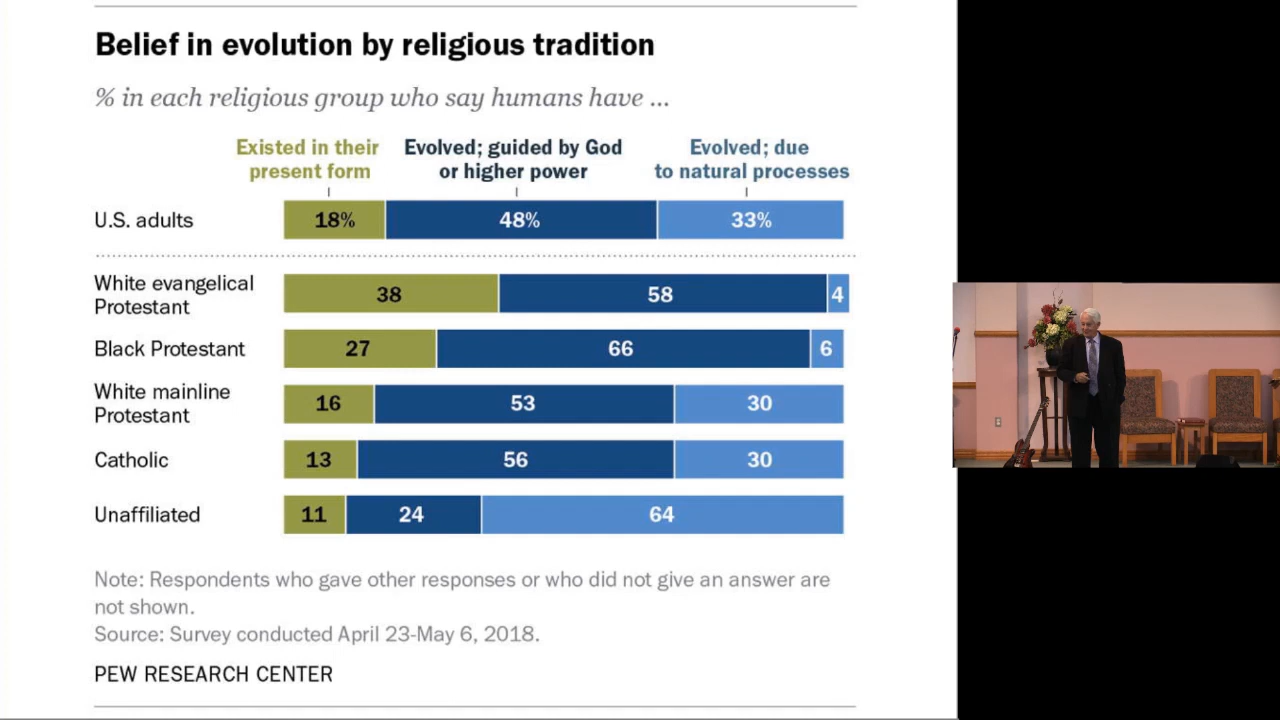 Belief in evolution by religious tradition
% in each religious group who say humans have ...
Existed in their
present form
Evolved; guided by God
or higher power
Evolved; due
to natural processes
U.S. adults 18% 48% 33%
White evangelical
Protestant
38 58 4
Black Protestant 27 66 6
White mainline
Protestant
16 53 30
Catholic 13 56 30
Unaffiliated 11 24 64
Note: Respondents who gave other responses or who did not give an answer are
not shown.
Source: Survey conducted April 23-May 6, 2018.
PEW RESEARCH CENTER